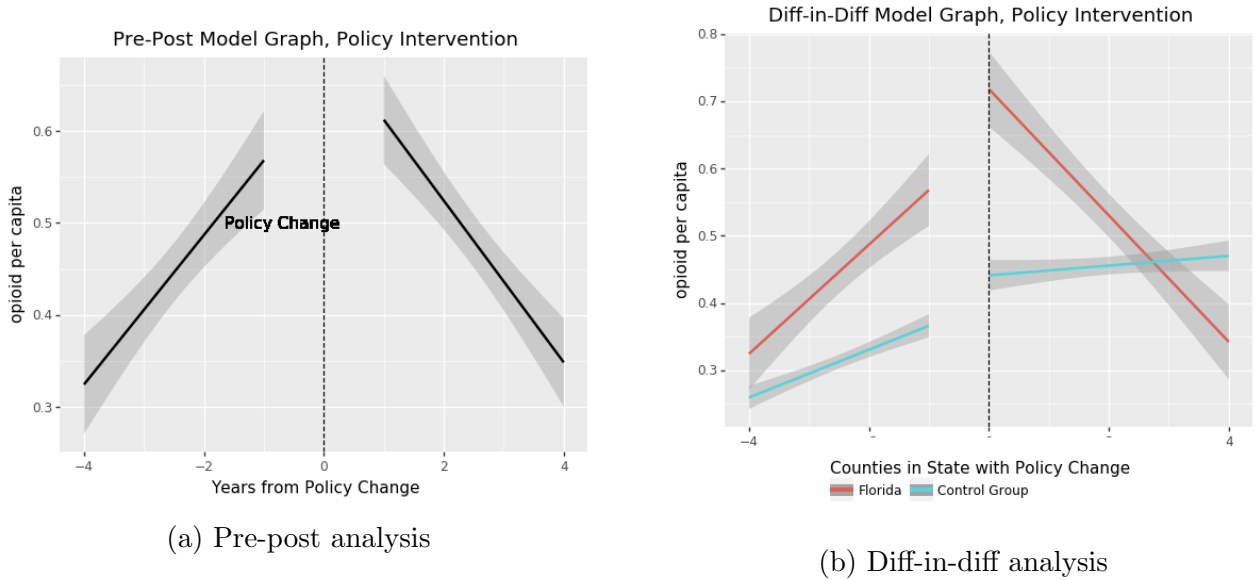 Pre-Post Model Graph, Policy Intervention
opioid per capita
0.6
0.5
0.4
0.3
Policy Change
−4
−2
0
2
4
Years from Policy Change
(a) Pre-post analysis
Diff-in-Diff Model Graph, Policy Intervention
opioid per capita
0.8
0.7
0.6
0.5
0.4
0.3
−4
4
Counties in State with Policy Change
Florida Control Group
(b) Diff-in-diff analysis